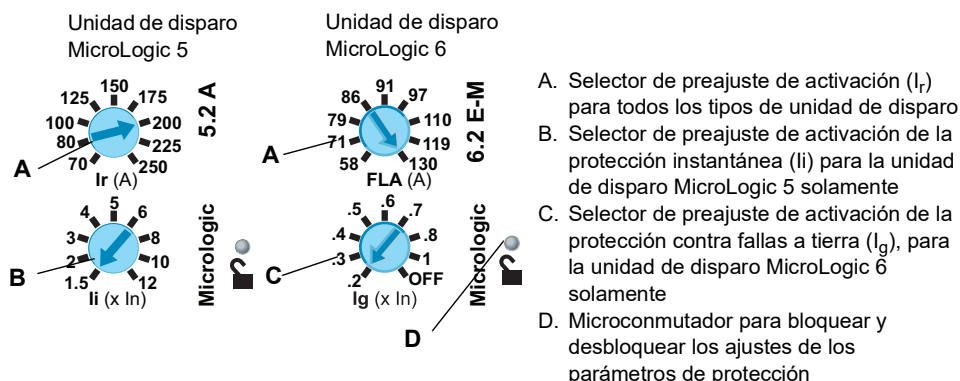 Unidad de disparo
MicroLogic 5
Unidad de disparo
MicroLogic 6
150
125 175
100 200
80 225
70 250
Ir (A)
5.2 A
A
5
4 6
3 8
2 10
1.5 12
Ii (x In)
Micrologic
B
91
86 97
79 110
71 119
58 130
FLA (A)
6.2 E-M
A
.6
.5 .7
.4 .8
.3 1
.2 OFF
Ig (x In)
Micrologic
C
D
A. Selector de preajuste de activación (Ir)
para todos los tipos de unidad de disparo
B. Selector de preajuste de activación de la
protección instantánea (Ii) para la unidad
de disparo MicroLogic 5 solamente
C. Selector de preajuste de activación de la
protección contra fallas a tierra (Ig), para
la unidad de disparo MicroLogic 6
solamente
D. Microconmutador para bloquear y
desbloquear los ajustes de los
parámetros de protección